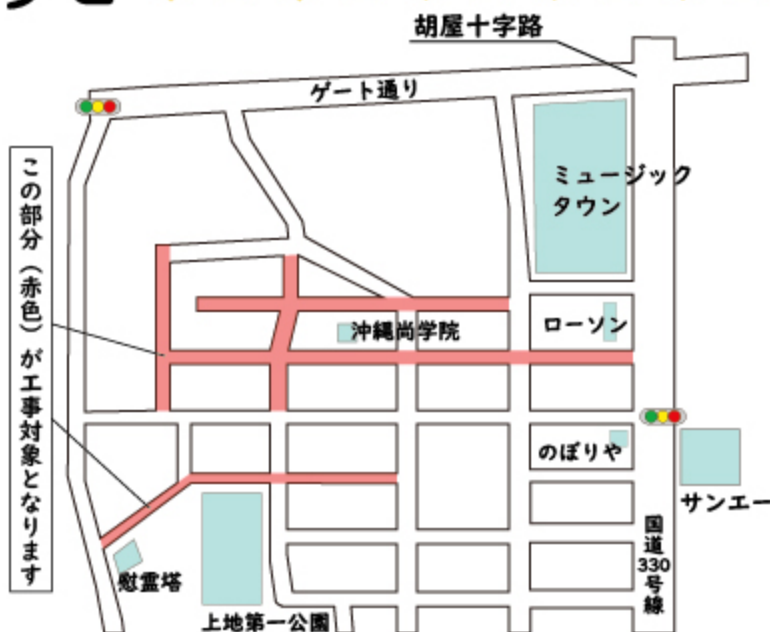 胡屋十字路
ゲート通り
ミュージック
タウン
この部分（赤色）が工事対象となります
沖縄尚学院
ローソン
のぼりや
サンエー
国道330号線
慰霊塔
上地第一公園